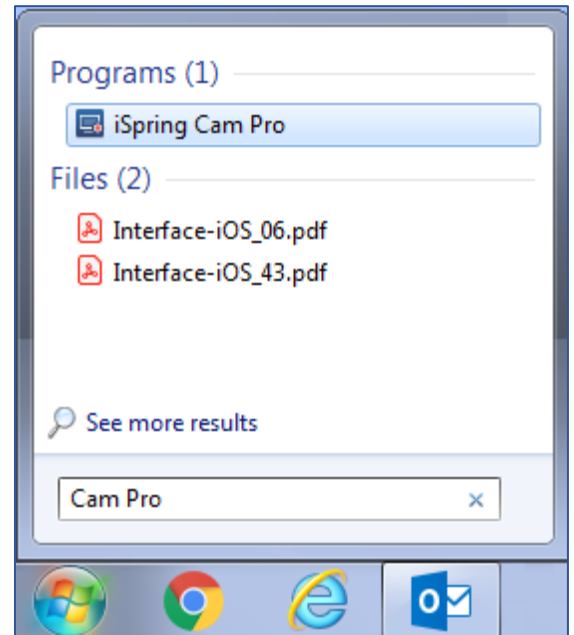 Programs (1)
iSpring Cam Pro
Files (2)
Interface-iOS_06.pdf
Interface-iOS_43.pdf
See more results
Cam Pro